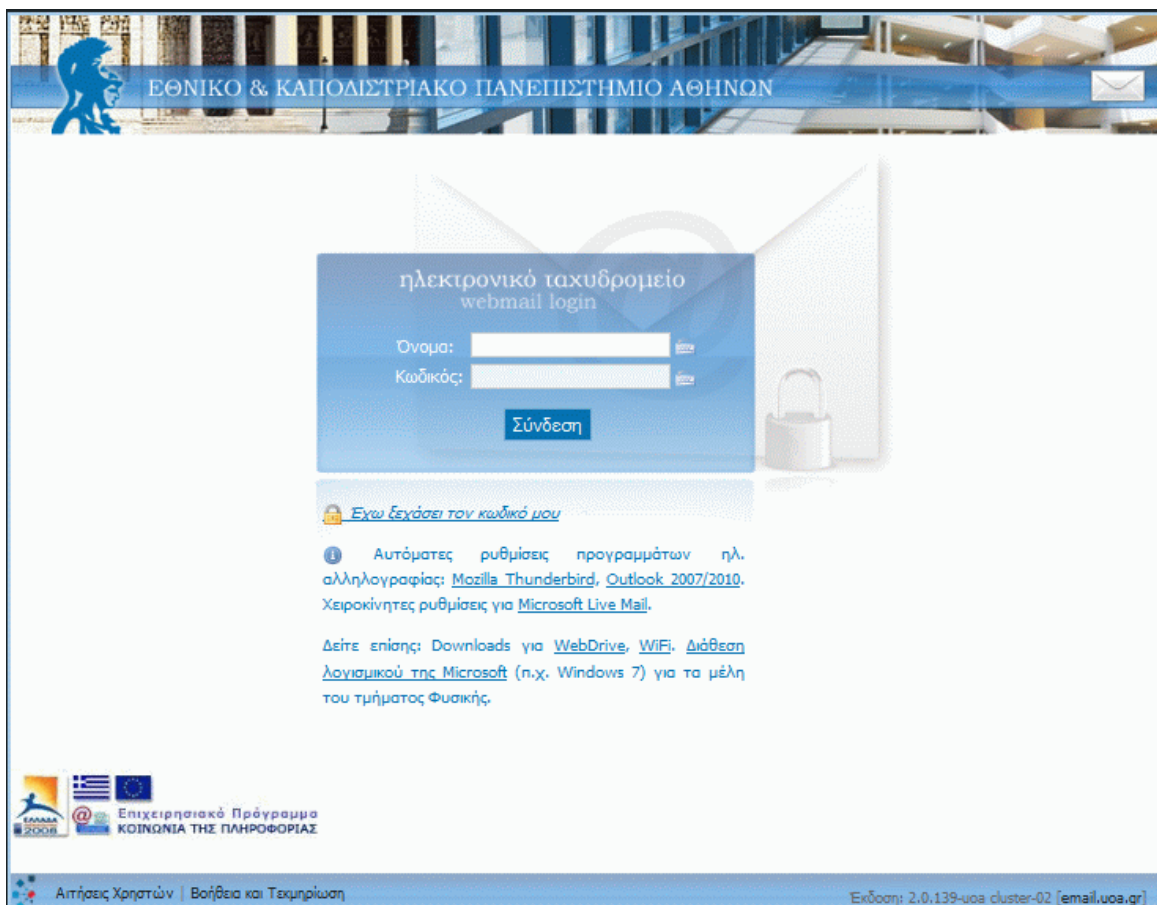 ΕΘΝΙΚΟ & ΚΑΠΟΔΙΣΤΡΙΑΚΟ ΠΑΝΕΠΙΣΤΗΜΙΟ ΑΘΗΝΩΝ
ηλεκτρονικό ταχυδρομείο
webmail login
Όνομα:
Κωδικός:
Σύνδεση
Έχω ξεχάσει τον κωδικό μου
Αυτόματες ρυθμίσεις προγραμμάτων ηλ.
αλληλογραφίας: Mozilla Thunderbird, Outlook 2007/2010.
Χειροκίνητες ρυθμίσεις για Microsoft Live Mail.
Δείτε επίσης: Downloads για WebDrive, WiFi. Διάθεση
λογισμικού της Microsoft (π.χ. Windows 7) για τα μέλη
του τμήματος Φυσικής.
ΕΛΛΑΔΑ
2008
Επιχειρησιακό Πρόγραμμα
ΚΟΙΝΩΝΙΑ ΤΗΣ ΠΛΗΡΟΦΟΡΙΑΣ
Αιτήσεις Χρηστών | Βοήθεια και Τεκμηρίωση
Έκδοση: 2.0.139-uoa cluster-02 [email.uoa.gr]